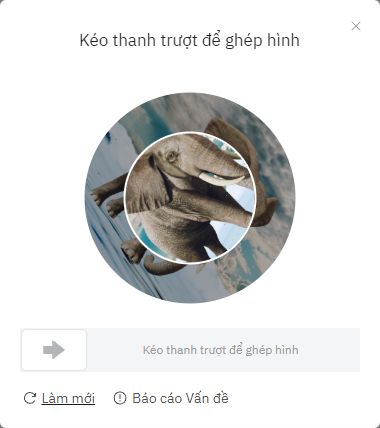 Kéo thanh trượt để ghép hình
Kéo thanh trượt để ghép hình
Làm mới Báo cáo Vấn đề